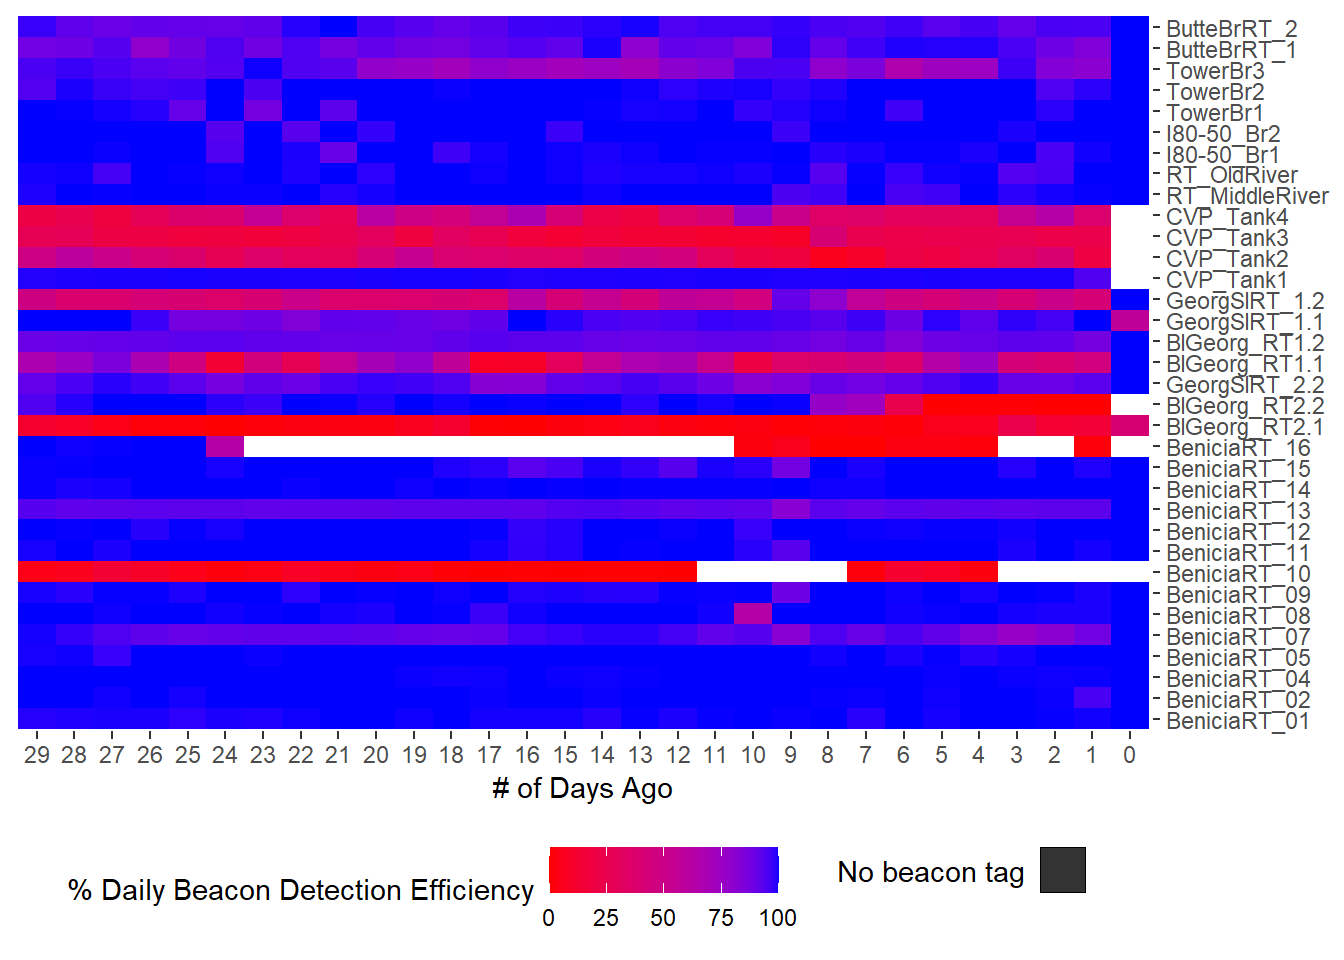 ButteBrRT_2
ButteBrRT_1
TowerBr3
TowerBr2
TowerBr1
I80-50_Br2
I80-50_Br1
RT_OldRiver
RT_MiddleRiver
CVP_Tank4
CVP_Tank3
CVP_Tank2
CVP_Tank1
GeorgSlRT_1.2
GeorgSlRT_1.1
BlGeorg_RT1.2
BlGeorg_RT1.1
GeorgSlRT_2.2
BlGeorg_RT2.2
BlGeorg_RT2.1
BeniciaRT_16
BeniciaRT_15
BeniciaRT_14
BeniciaRT_13
BeniciaRT_12
BeniciaRT_11
BeniciaRT_10
BeniciaRT_09
BeniciaRT_08
BeniciaRT_07
BeniciaRT_05
BeniciaRT_04
BeniciaRT_02
BeniciaRT_01
29 28 27 26 25 24 23 22 21 20 19 18 17 16 15 14 13 12 11 10 9 8 7 6 5 4 3 2 1 0
# of Days Ago
% Daily Beacon Detection Efficiency
0 25 50 75 100
No beacon tag